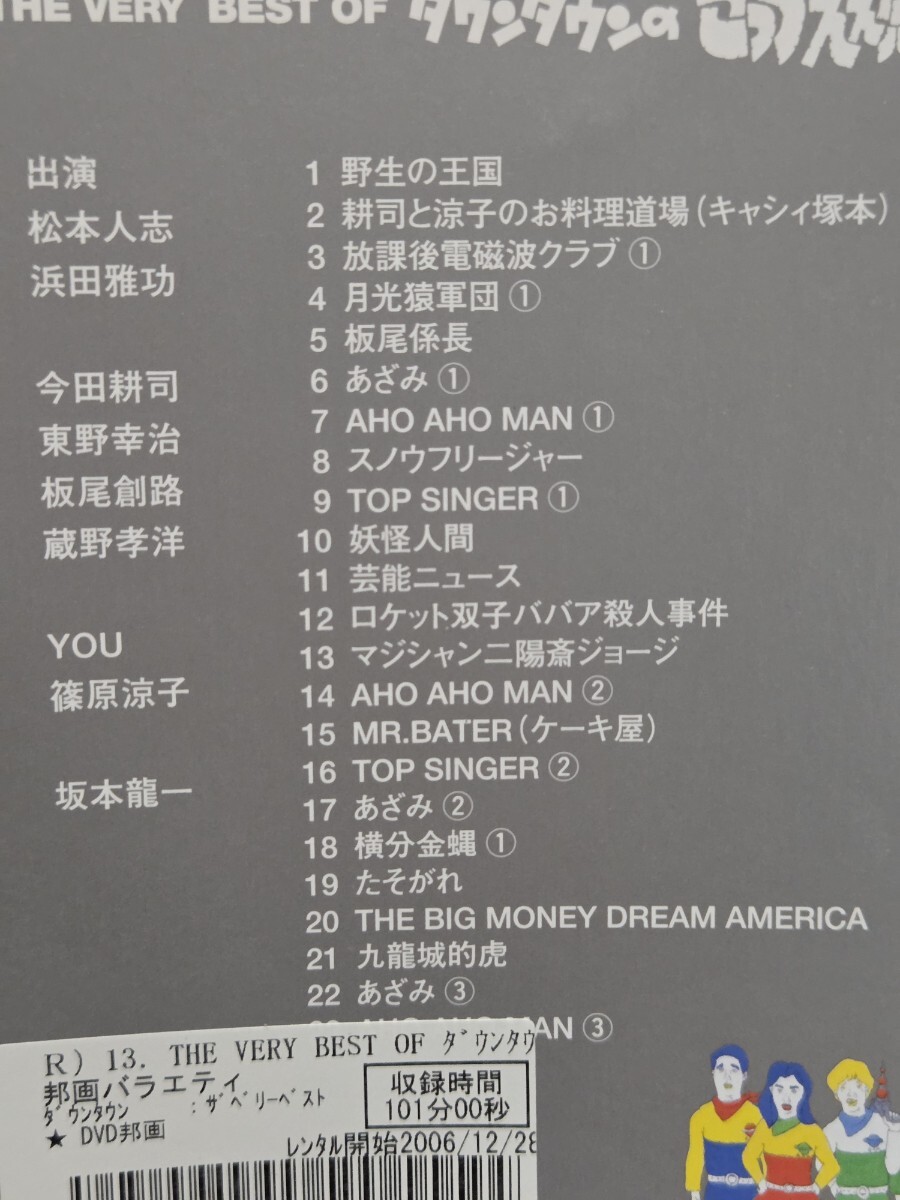 THE VERY BEST OF ダウンタウンの ごっつええ
出演
松本人志
浜田雅功
今田耕司
東野幸治
板尾創路
蔵野孝洋
YOU
篠原涼子
坂本龍一
1 野生の王国
2 耕司と涼子のお料理道場(キャシィ塚本)
3 放課後電磁波クラブ ①
4 月光猿軍団 ①
5 板尾係長
6 あざみ ①
7 AHO AHO MAN ①
8 スノウフリージャー
9 TOP SINGER ①
10 妖怪人間
11 芸能ニュース
12 ロケット双子ババア殺人事件
13 マジシャン二陽斎ジョージ
14 AHO AHO MAN ②
15 MR.BATER(ケーキ屋)
16 TOP SINGER ②
17 あざみ ②
18 横分金蝿 ①
19 たそがれ
20 THE BIG MONEY DREAM AMERICA
21 九龍城的虎
22 あざみ ③
MAN ③
R) 13. THE VERY BEST OF ダウンタウ
邦画バラエティ
ダウンタウン :ザベリーベスト
★ DVD邦画
収録時間
101分00秒
レンタル開始2006/12/28